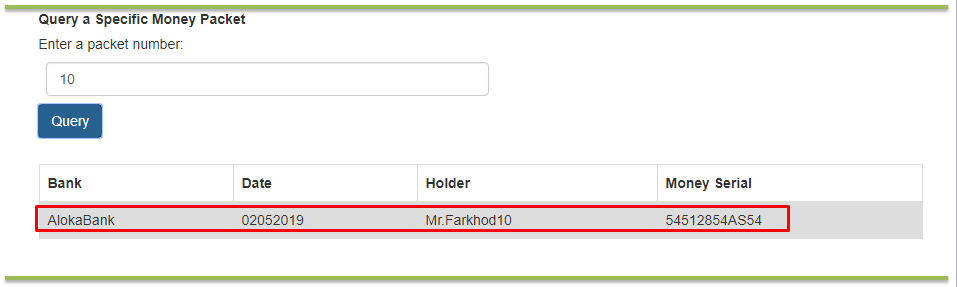 Query a Specific Money Packet
Enter a packet number:
10
Query
Bank Date Holder Money Serial
AlokaBank 02052019 Mr.Farkhod10 54512854AS54